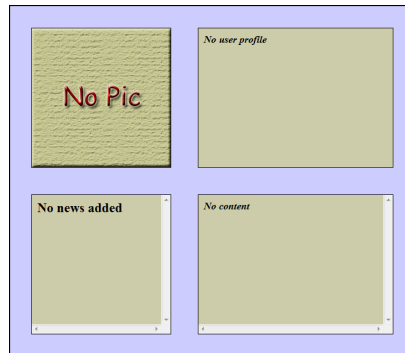 No Pic
No user profile
No news added
No content